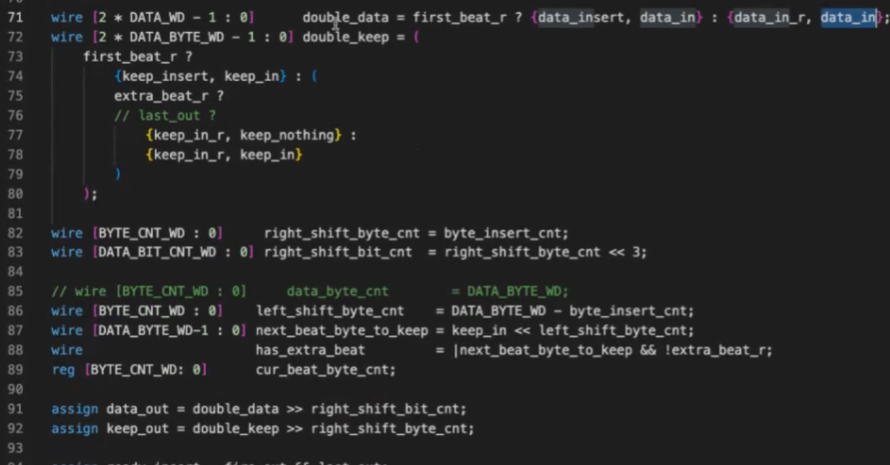 71 wire [2 * DATA_WD - 1 : 0] double_data = first_beat_r ? {data_insert, data_in} : {data_in_r, data_in};
72 wire [2 * DATA_BYTE_WD - 1 : 0] double_keep = (
73 first_beat_r ?
74 {keep_insert, keep_in} : (
75 extra_beat_r ?
76 // last_out ?
77 {keep_in_r, keep_nothing} :
78 {keep_in_r, keep_in}
79 )
80 );
81
82 wire [BYTE_CNT_WD : 0] right_shift_byte_cnt = byte_insert_cnt;
83 wire [DATA_BIT_CNT_WD : 0] right_shift_bit_cnt = right_shift_byte_cnt << 3;
84
85 // wire [BYTE_CNT_WD : 0] data_byte_cnt = DATA_BYTE_WD;
86 wire [BYTE_CNT_WD : 0] left_shift_byte_cnt = DATA_BYTE_WD - byte_insert_cnt;
87 wire [DATA_BYTE_WD-1 : 0] next_beat_byte_to_keep = keep_in << left_shift_byte_cnt;
88 wire has_extra_beat = |next_beat_byte_to_keep && !extra_beat_r;
89 reg [BYTE_CNT_WD: 0] cur_beat_byte_cnt;
90
91 assign data_out = double_data >> right_shift_bit_cnt;
92 assign keep_out = double_keep >> right_shift_byte_cnt;
93